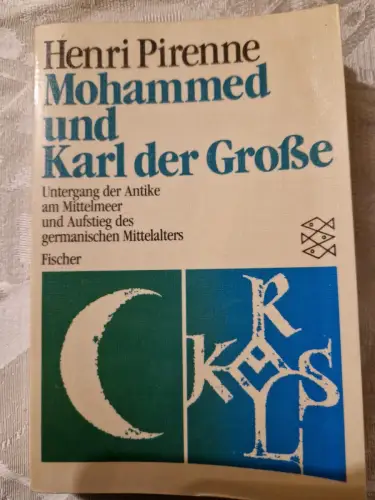 Henri Pirenne
Mohammed
und
Karl der Große
Untergang der Antike
am Mittelmeer
und Aufstieg des
germanischen Mittelalters
Fischer
R
K S
L